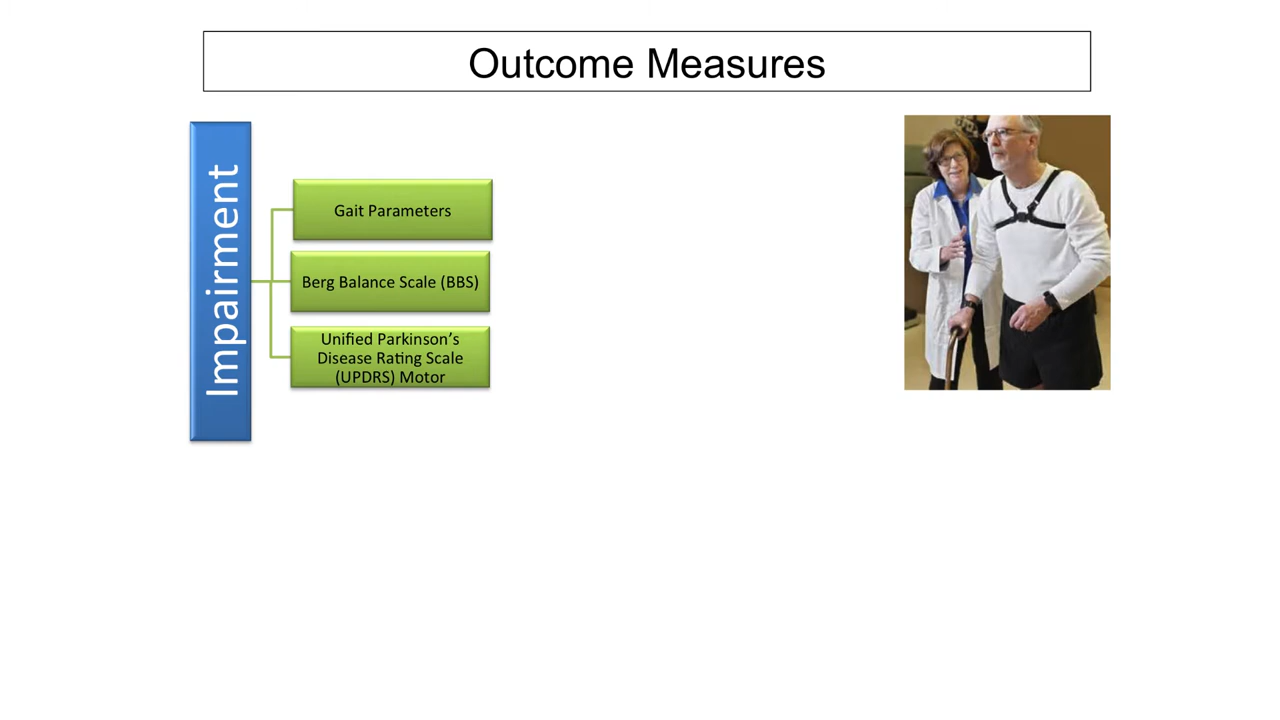 Outcome Measures
Impairment
Gait Parameters
Berg Balance Scale (BBS)
Unified Parkinson’s
Disease Rating Scale
(UPDRS) Motor